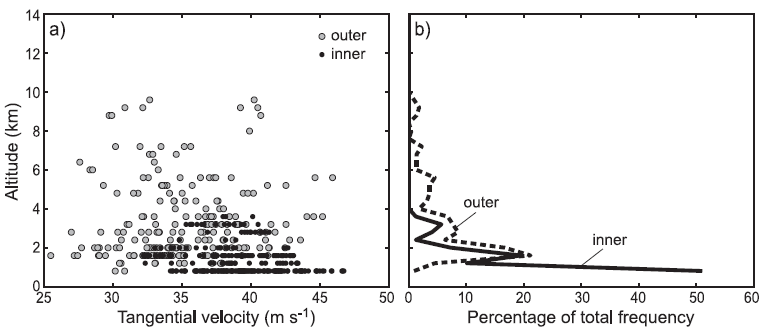 a)
outer
inner
14
12
10
8
6
4
2
0
Altitude (km)
25 30 35 40 45 50
Tangential velocity (m s⁻¹)
b)
outer
inner
0 10 20 30 40 50 60
Percentage of total frequency